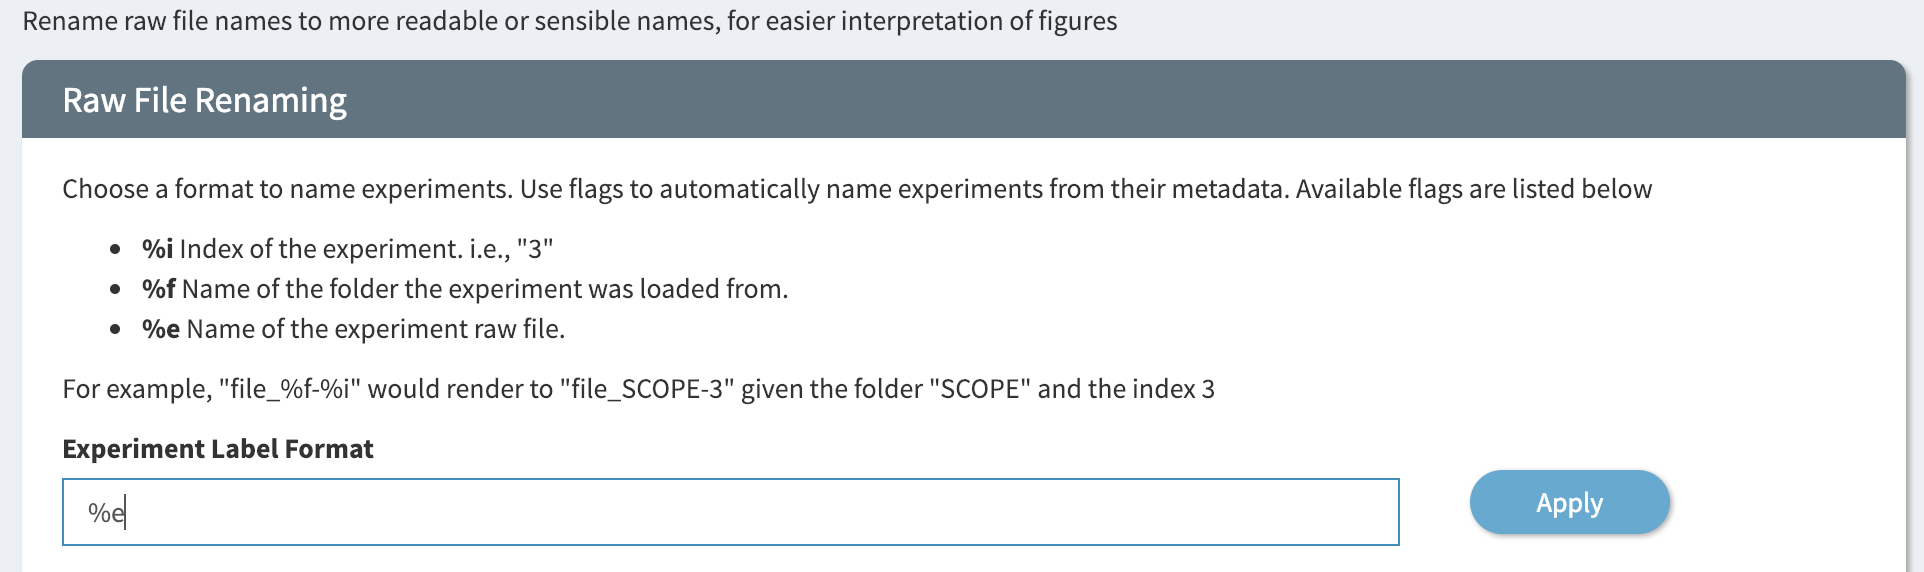 Rename raw file names to more readable or sensible names, for easier interpretation of figures
Raw File Renaming
Choose a format to name experiments. Use flags to automatically name experiments from their metadata. Available flags are listed below
• %i Index of the experiment. i.e., "3"
• %f Name of the folder the experiment was loaded from.
• %e Name of the experiment raw file.
For example, "file_%f-%i" would render to "file_SCOPE-3" given the folder "SCOPE" and the index 3
Experiment Label Format
%e
Apply